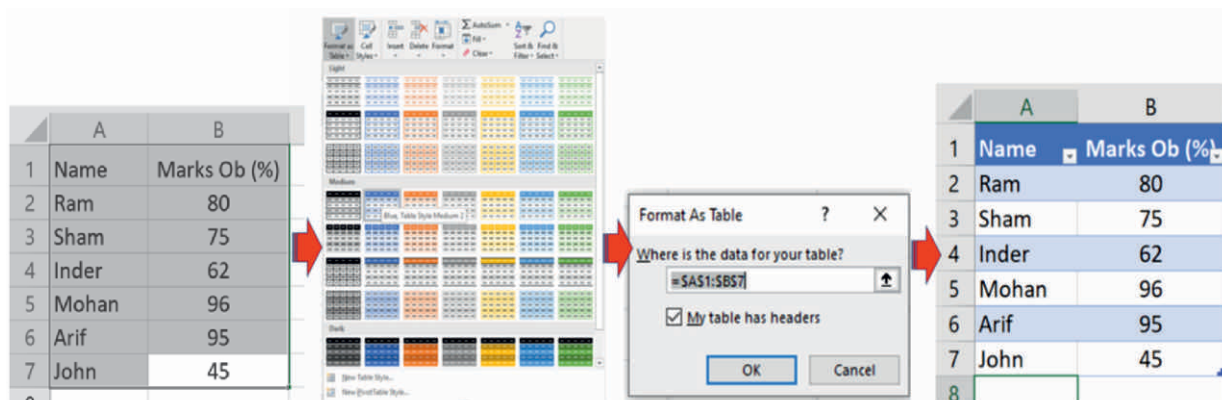 A B
1 Name Marks Ob (%)
2 Ram 80
3 Sham 75
4 Inder 62
5 Mohan 96
6 Arif 95
7 John 45
Format as Table
Cell Styles
Insert Delete Format
AutoSum
Fill
Clear
Sort & Filter
Find & Select
Light
Medium
Blue, Table Style Medium 2
Dark
New Table Style...
New PivotTable Style...
Format As Table ? X
Where is the data for your table?
=$A$1:$B$7
My table has headers
OK Cancel
A B
1 Name Marks Ob (%)
2 Ram 80
3 Sham 75
4 Inder 62
5 Mohan 96
6 Arif 95
7 John 45
8